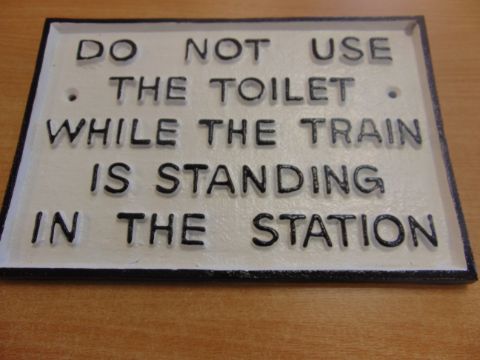 DO NOT USE
THE TOILET
WHILE THE TRAIN
IS STANDING
IN THE STATION